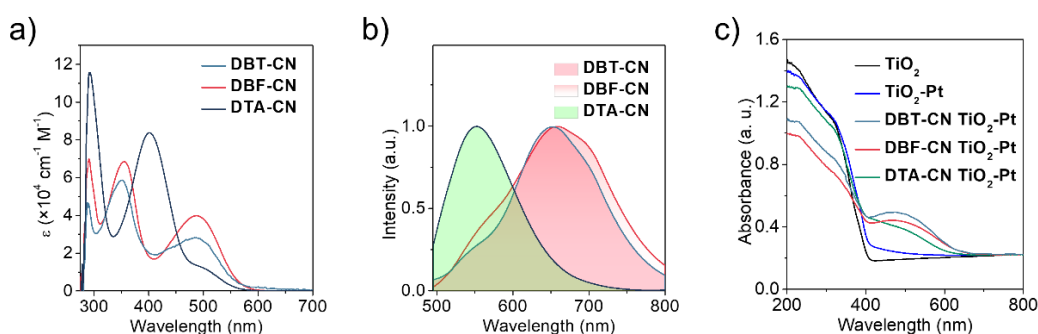 a)
ε (×10⁴ cm⁻¹ M⁻¹)
12
10
8
6
4
2
0
DBT-CN
DBF-CN
DTA-CN
300
400
500
600
700
Wavelength (nm)
b)
Intensity (a.u.)
1.0
0.5
0.0
DBT-CN
DBF-CN
DTA-CN
500
600
700
800
Wavelength (nm)
c)
Absorbance (a. u.)
1.6
1.2
0.8
0.4
0.0
TiO₂
TiO₂-Pt
DBT-CN TiO₂-Pt
DBF-CN TiO₂-Pt
DTA-CN TiO₂-Pt
200
400
600
800
Wavelength (nm)